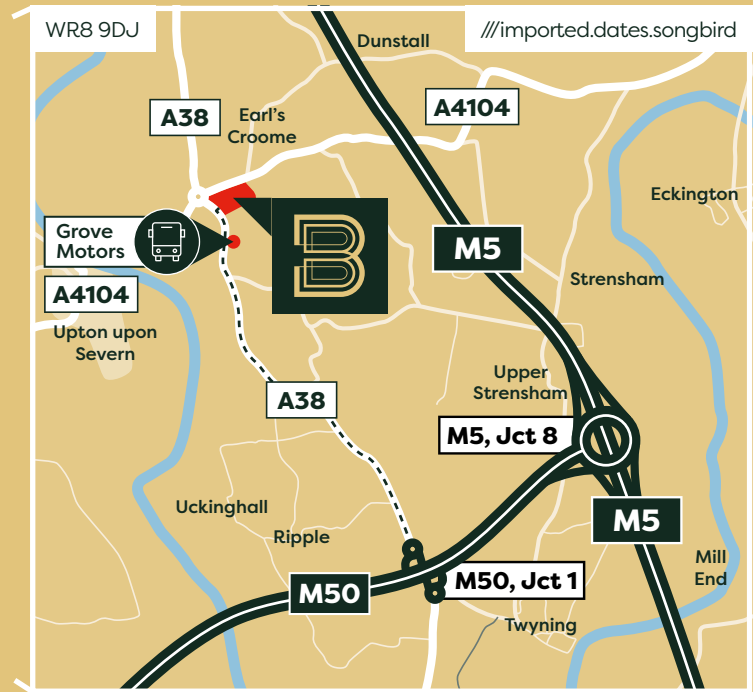 WR8 9DJ
///imported.dates.songbird
Dunstall
A38
Earl's
Croome
A4104
Eckington
Grove
Motors
B
M5
A4104
Strensham
Upton upon
Severn
Upper
Strensham
A38
M5, Jct 8
Uckinghall
M5
Ripple
Mill
End
M50
M50, Jct 1
Twyning